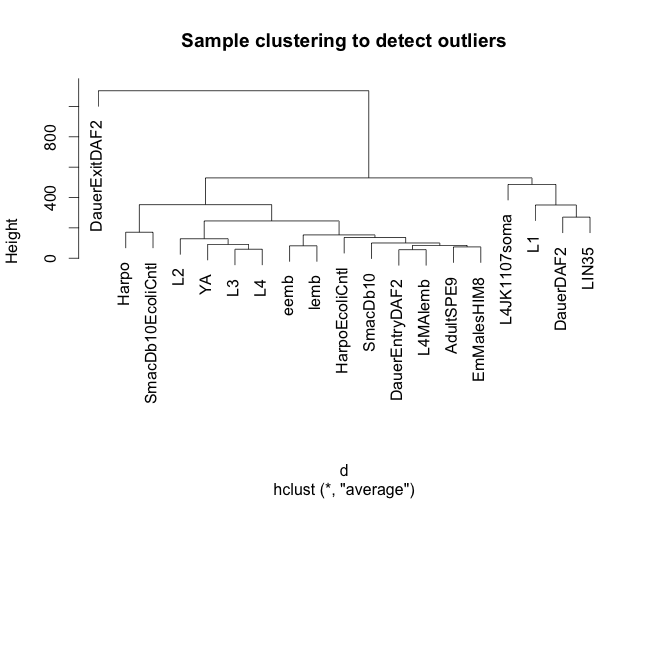 Sample clustering to detect outliers
Height
800
400
0
DauerExitDAF2
Harpo
SmacDb10EcoliCntl
L2
YA
L3
L4
eemb
lemb
HarpoEcoliCntl
SmacDb10
DauerEntryDAF2
L4MAlemb
AdultSPE9
EmMalesHIM8
L4JK1107soma
L1
DauerDAF2
LIN35
d
hclust (*, "average")